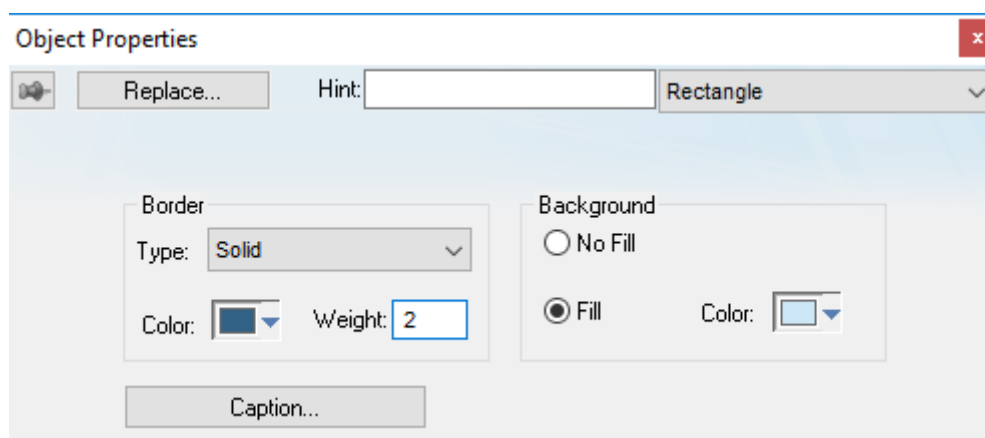 Object Properties
x
Replace... Hint: Rectangle
Border
Type: Solid
Color: Weight: 2
Background
No Fill
Fill Color:
Caption...